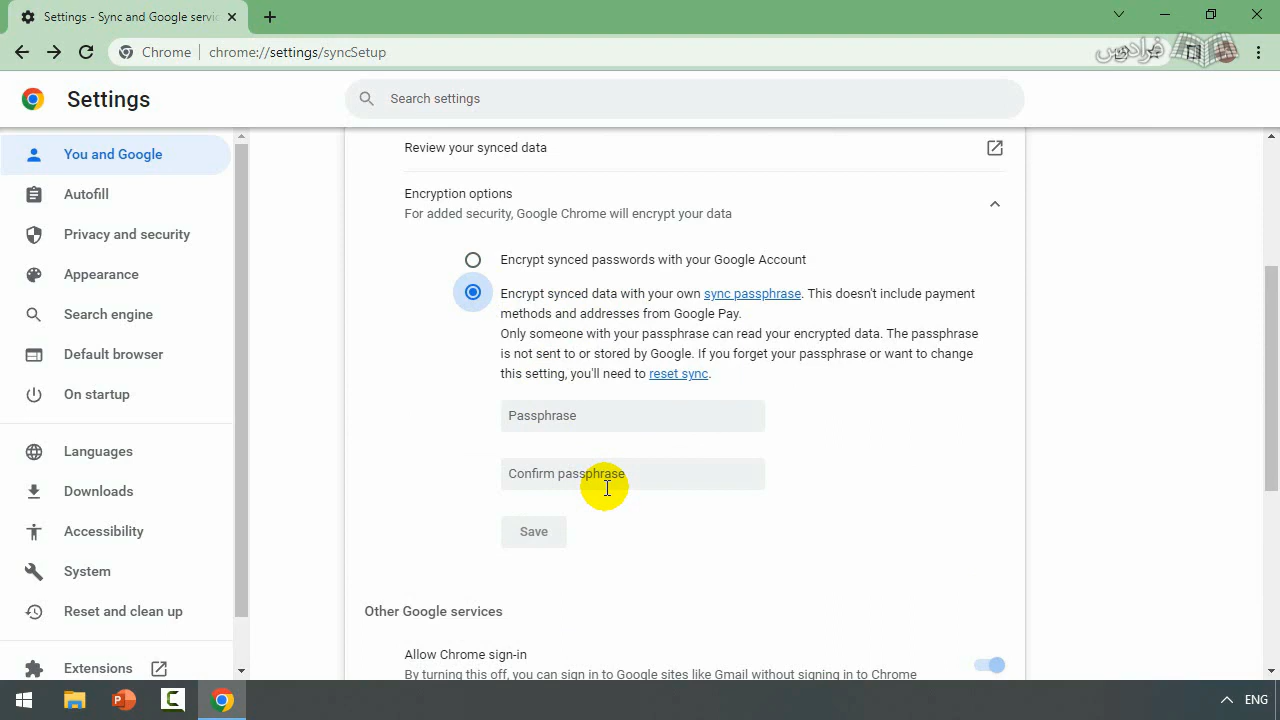 Settings - Sync and Google servi
Chrome
chrome://settings/syncSetup
فرادرس
Settings
Search settings
You and Google
Autofill
Privacy and security
Appearance
Search engine
Default browser
On startup
Languages
Downloads
Accessibility
System
Reset and clean up
Extensions
Review your synced data
Encryption options
For added security, Google Chrome will encrypt your data
Encrypt synced passwords with your Google Account
Encrypt synced data with your own sync passphrase. This doesn't include payment
methods and addresses from Google Pay.
Only someone with your passphrase can read your encrypted data. The passphrase
is not sent to or stored by Google. If you forget your passphrase or want to change
this setting, you'll need to reset sync.
Passphrase
Confirm passphrase
Save
Other Google services
Allow Chrome sign-in
By turning this off, you can sign in to Google sites like Gmail without signing in to Chrome
ENG